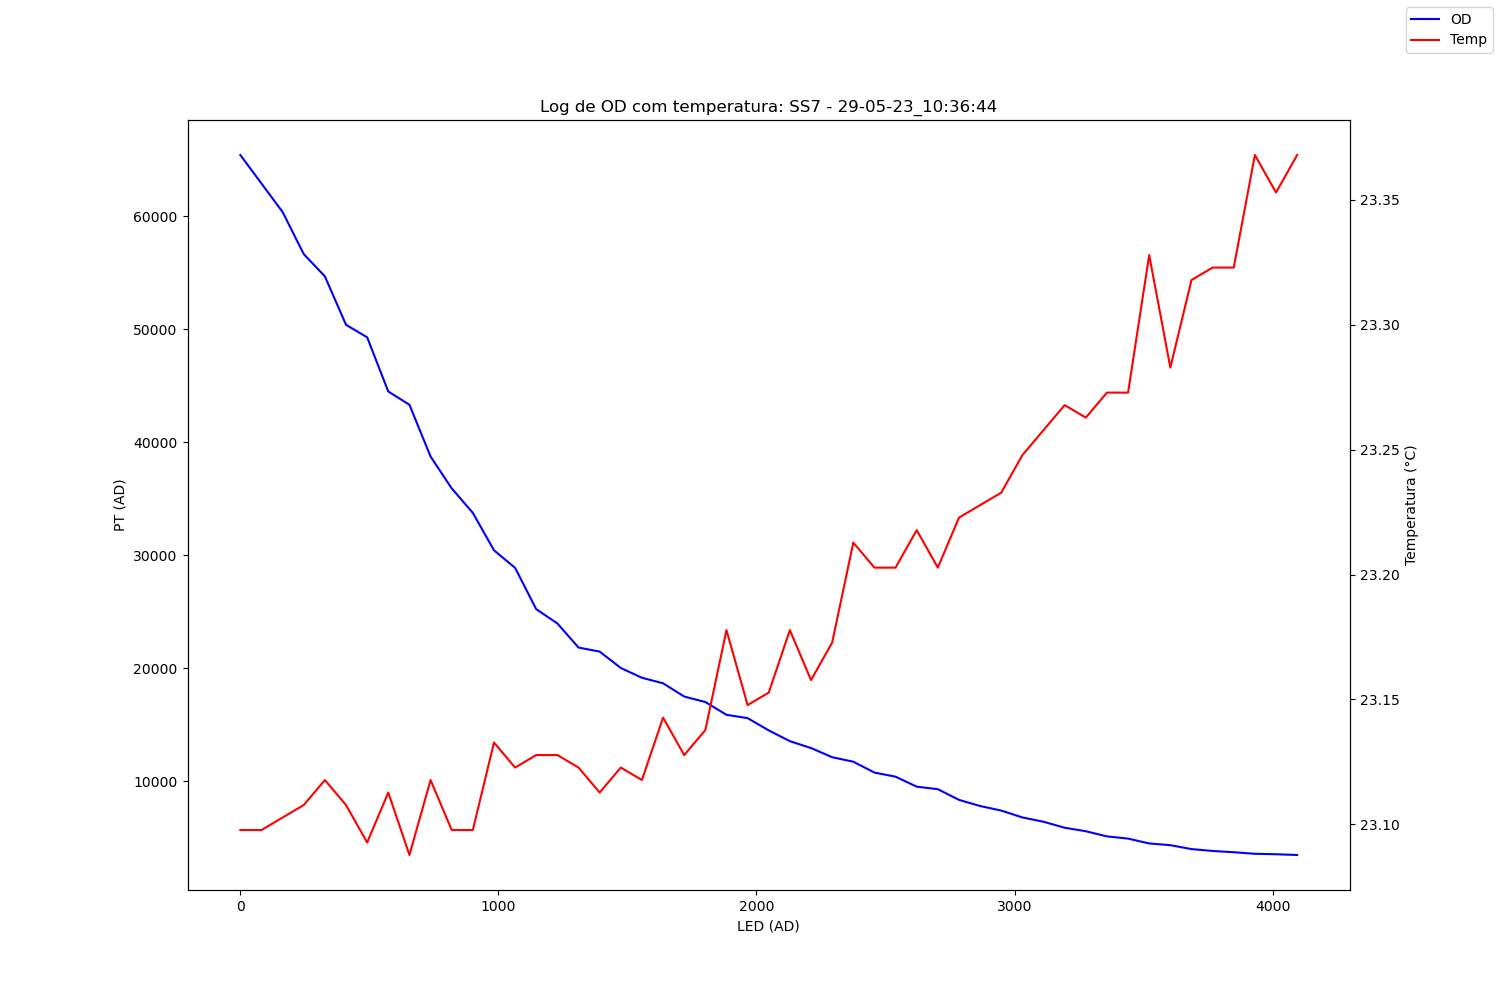 OD
Temp
Log de OD com temperatura: SS7 - 29-05-23_10:36:44
60000
50000
40000
30000
20000
10000
PT (AD)
23.35
23.30
23.25
23.20
23.15
23.10
Temperatura (°C)
0 1000 2000 3000 4000
LED (AD)